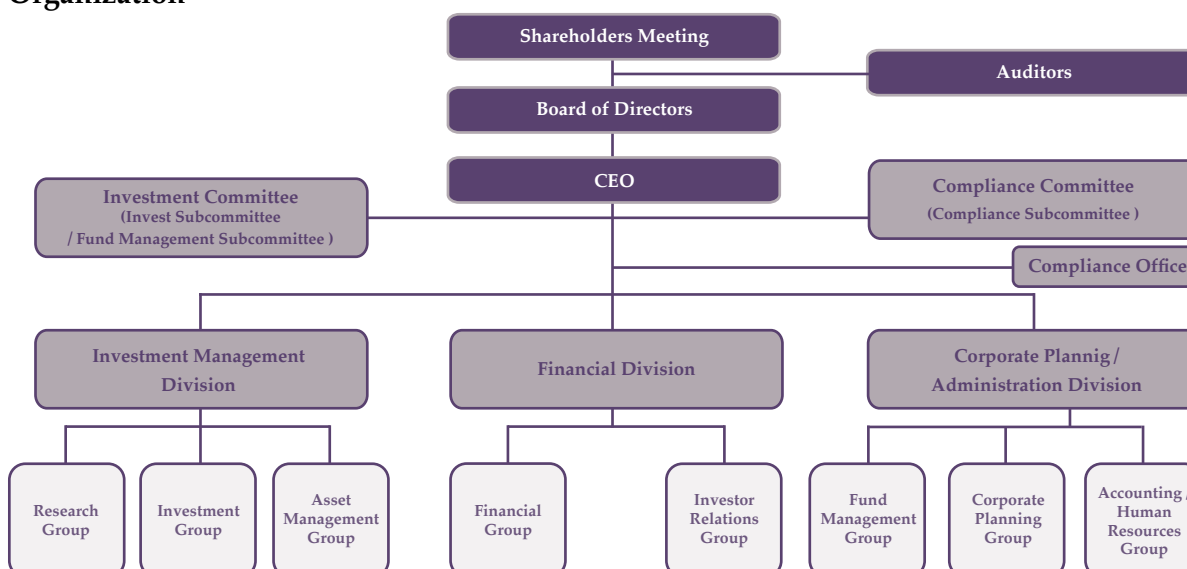 Organization
Shareholders Meeting
Auditors
Board of Directors
CEO
Investment Committee
(Invest Subcommittee
/ Fund Management Subcommittee )
Compliance Committee
(Compliance Subcommittee )
Compliance Office
Investment Management
Division
Financial Division
Corporate Plannig /
Administration Division
Research
Group
Investment
Group
Asset
Management
Group
Financial
Group
Investor
Relations
Group
Fund
Management
Group
Corporate
Planning
Group
Accounting /
Human
Resources
Group